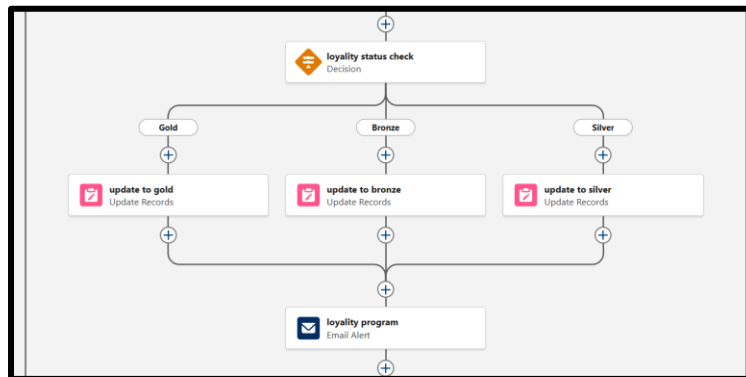 loyality status check
Decision
Gold
Bronze
Silver
update to gold
Update Records
update to bronze
Update Records
update to silver
Update Records
loyality program
Email Alert